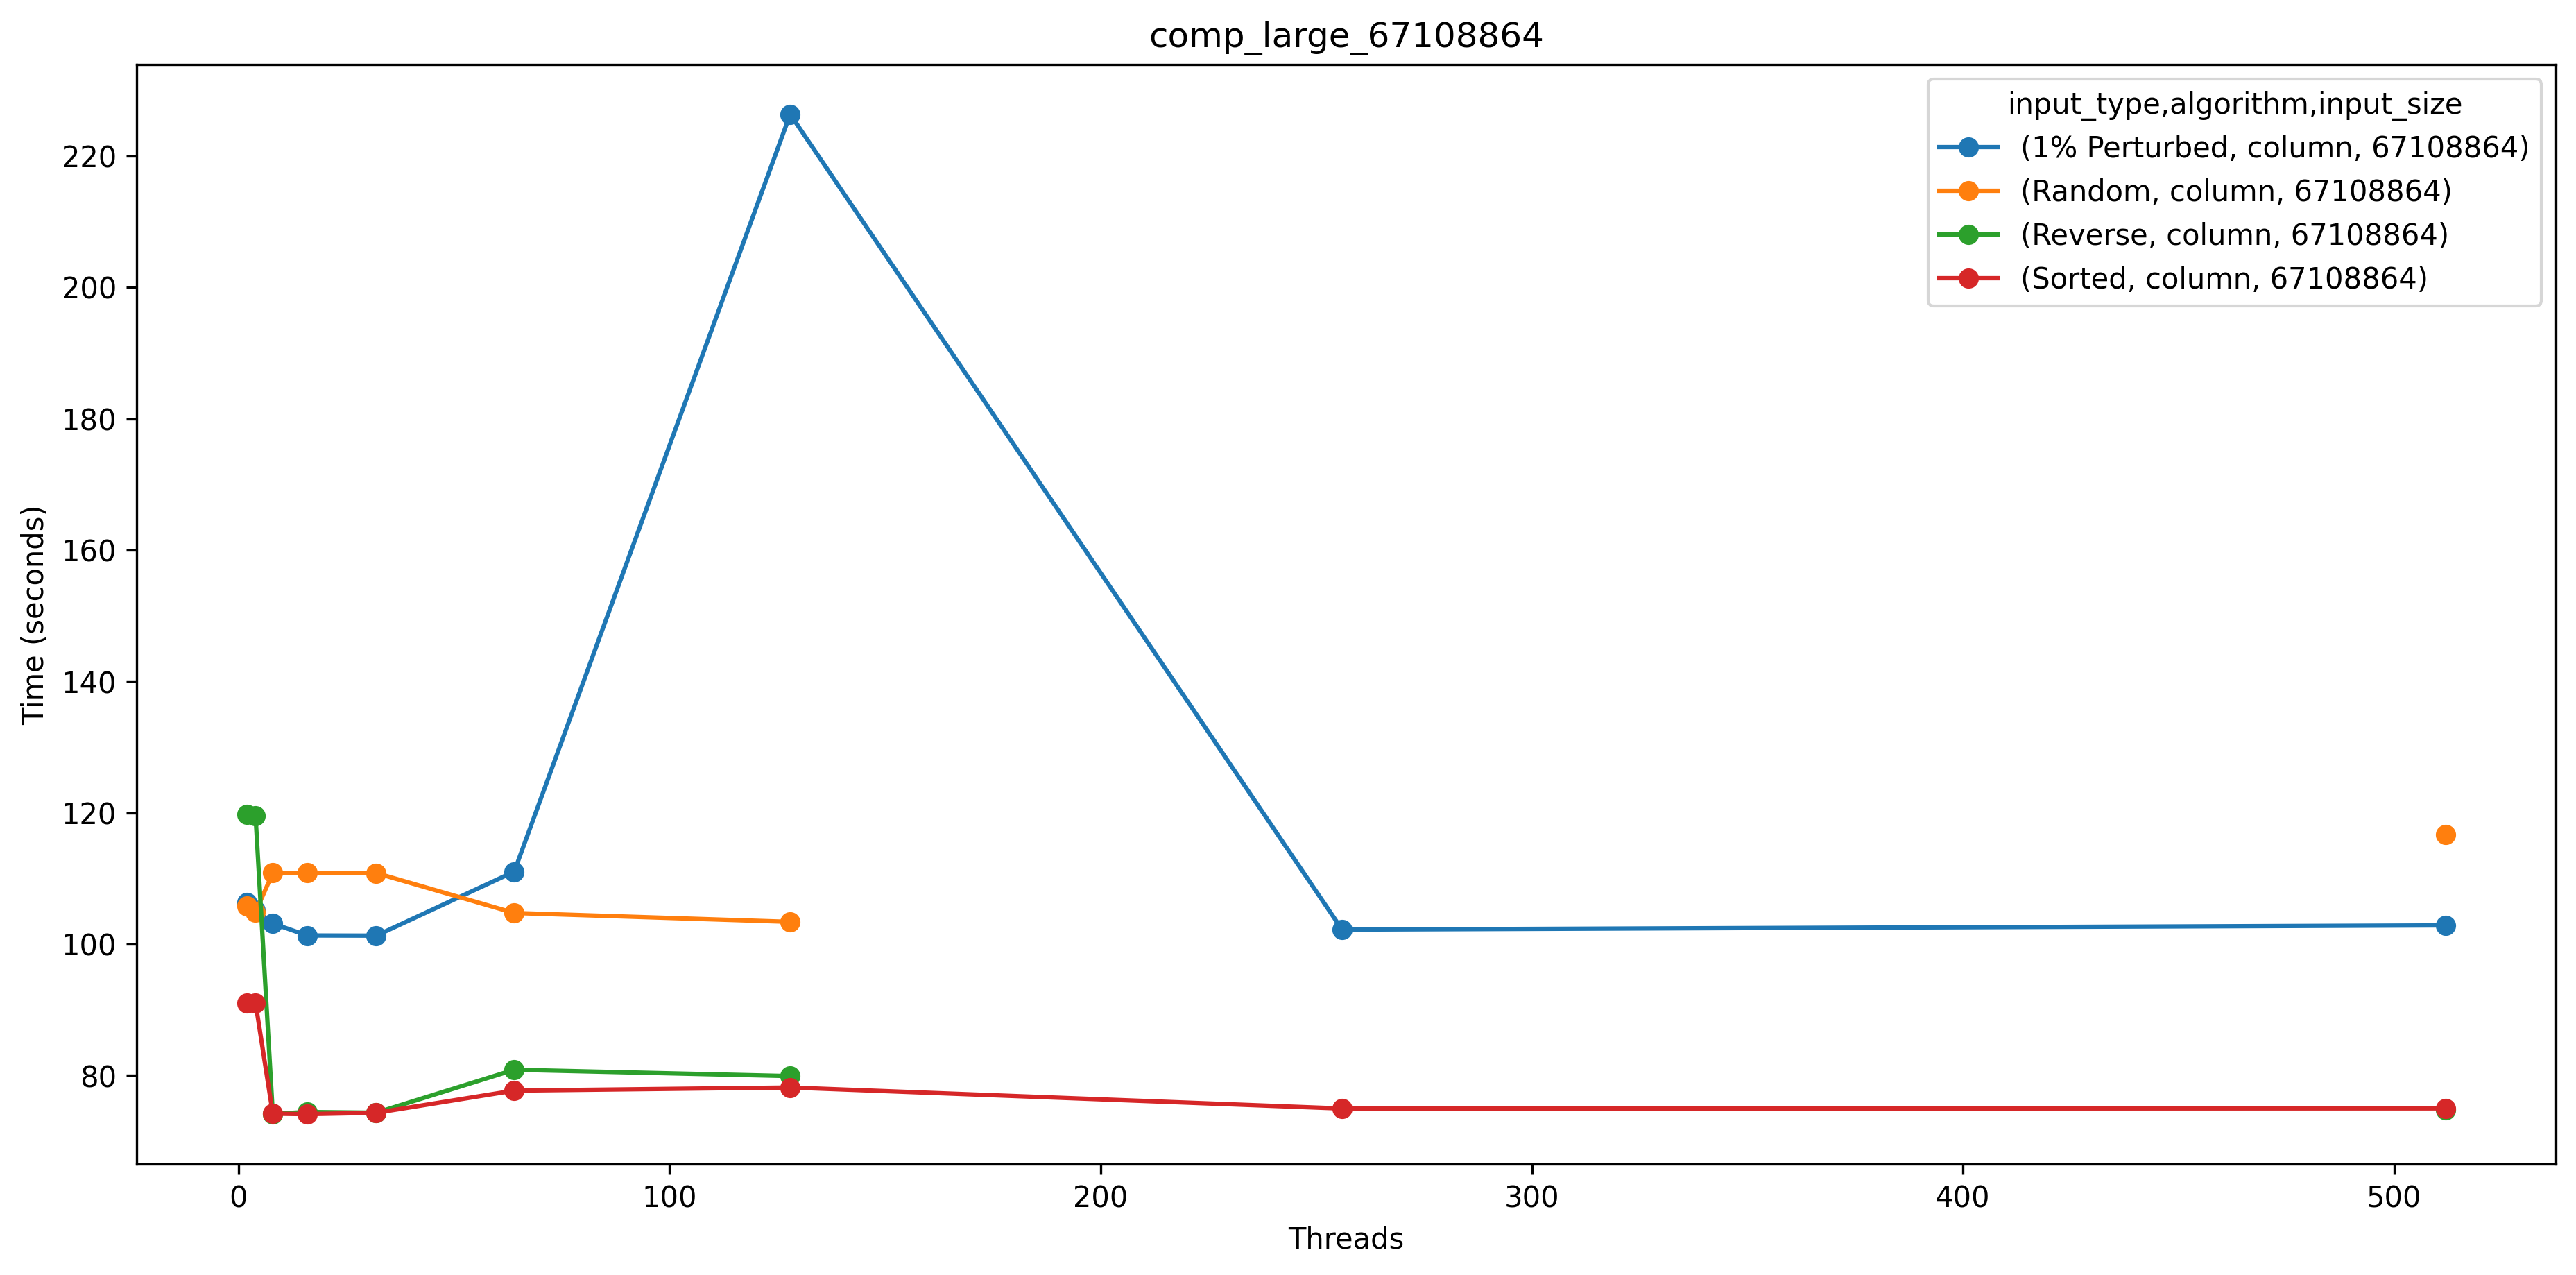 comp_large_67108864
input_type,algorithm,input_size
(1% Perturbed, column, 67108864)
(Random, column, 67108864)
(Reverse, column, 67108864)
(Sorted, column, 67108864)
Time (seconds)
220
200
180
160
140
120
100
80
0 100 200 300 400 500
Threads